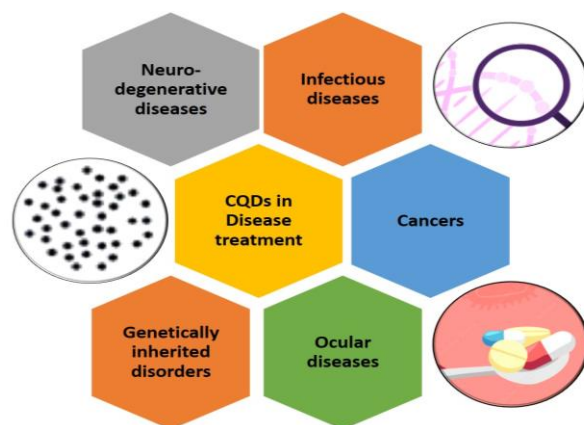 Neuro-
degenerative
diseases
Infectious
diseases
CQDs in
Disease
treatment
Cancers
Genetically
inherited
disorders
Ocular
diseases